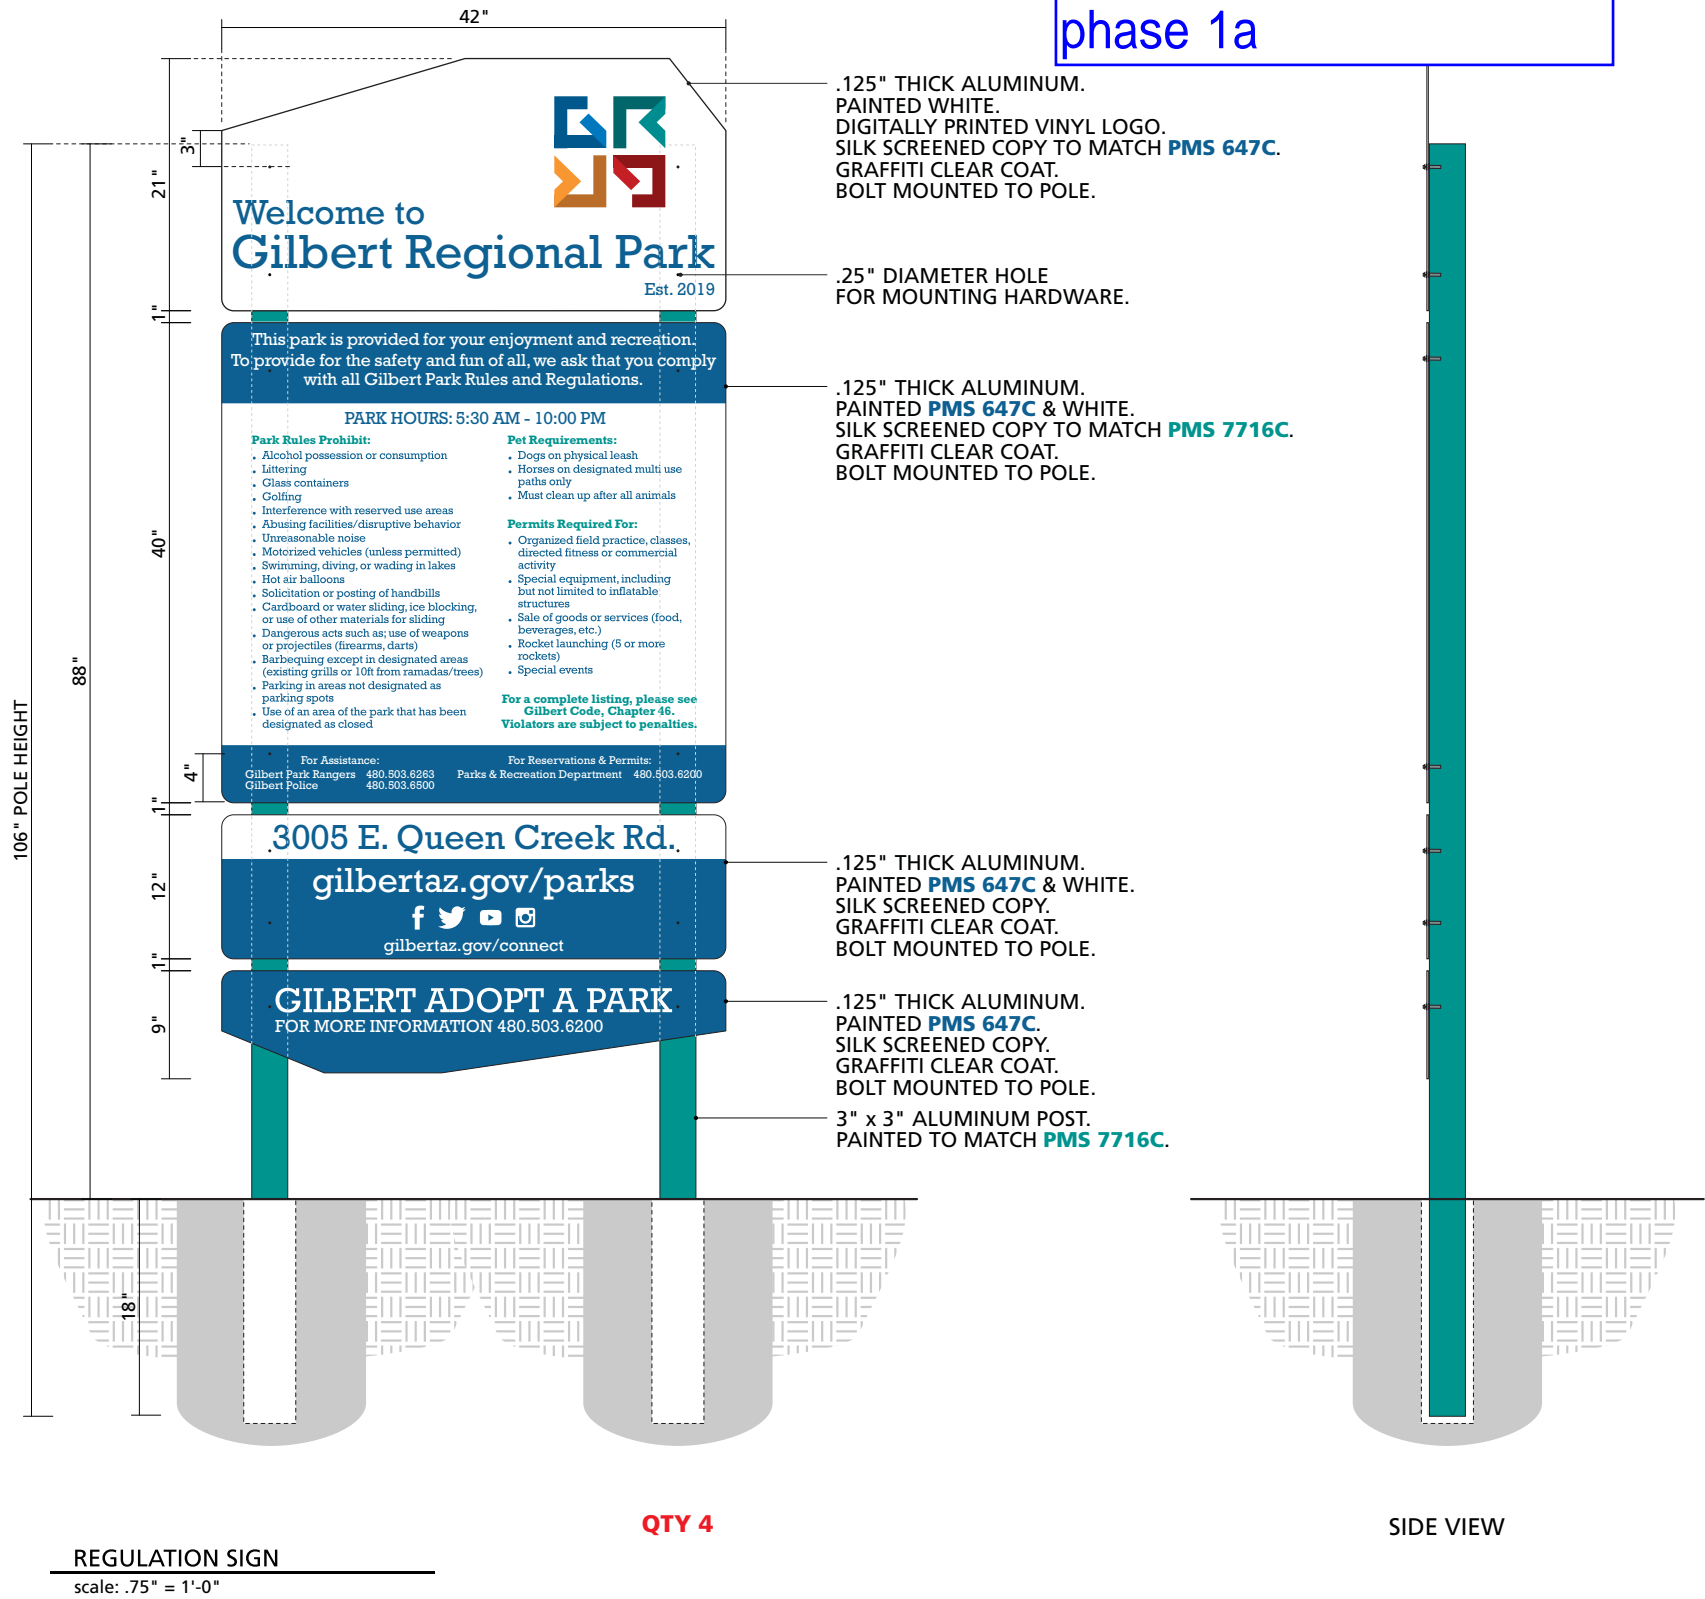 phase 1a
42"
.125" THICK ALUMINUM.
PAINTED WHITE.
DIGITALLY PRINTED VINYL LOGO.
SILK SCREENED COPY TO MATCH PMS 647C.
GRAFFITI CLEAR COAT.
BOLT MOUNTED TO POLE.
3"
21"
Welcome to
Gilbert Regional Park
Est. 2019
.25" DIAMETER HOLE
FOR MOUNTING HARDWARE.
1"
This park is provided for your enjoyment and recreation.
To provide for the safety and fun of all, we ask that you comply
with all Gilbert Park Rules and Regulations.
.125" THICK ALUMINUM.
PAINTED PMS 647C & WHITE.
SILK SCREENED COPY TO MATCH PMS 7716C.
GRAFFITI CLEAR COAT.
BOLT MOUNTED TO POLE.
PARK HOURS: 5:30 AM - 10:00 PM
Park Rules Prohibit:
• Alcohol possession or consumption
• Littering
• Glass containers
• Golfing
• Interference with reserved use areas
• Abusing facilities/disruptive behavior
• Unreasonable noise
• Motorized vehicles (unless permitted)
• Swimming, diving, or wading in lakes
• Hot air balloons
• Solicitation or posting of handbills
• Cardboard or water sliding, ice blocking,
or use of other materials for sliding
• Dangerous acts such as; use of weapons
or projectiles (firearms, darts)
• Barbequing except in designated areas
(existing grills or 10ft from ramadas/trees)
• Parking in areas not designated as
parking spots
• Use of an area of the park that has been
designated as closed
Pet Requirements:
• Dogs on physical leash
• Horses on designated multi use
paths only
• Must clean up after all animals
Permits Required For:
• Organized field practice, classes,
directed fitness or commercial
activity
• Special equipment, including
but not limited to inflatable
structures
• Sale of goods or services (food,
beverages, etc.)
• Rocket launching (5 or more
rockets)
• Special events
For a complete listing, please see
Gilbert Code, Chapter 46.
Violators are subject to penalties.
40"
88"
106" POLE HEIGHT
4"
For Assistance:
Gilbert Park Rangers 480.503.6263
Gilbert Police 480.503.6500
For Reservations & Permits:
Parks & Recreation Department 480.503.6200
1"
3005 E. Queen Creek Rd.
gilbertaz.gov/parks
gilbertaz.gov/connect
12"
.125" THICK ALUMINUM.
PAINTED PMS 647C & WHITE.
SILK SCREENED COPY.
GRAFFITI CLEAR COAT.
BOLT MOUNTED TO POLE.
1"
GILBERT ADOPT A PARK
FOR MORE INFORMATION 480.503.6200
9"
.125" THICK ALUMINUM.
PAINTED PMS 647C.
SILK SCREENED COPY.
GRAFFITI CLEAR COAT.
BOLT MOUNTED TO POLE.
3" x 3" ALUMINUM POST.
PAINTED TO MATCH PMS 7716C.
18"
QTY 4
SIDE VIEW
REGULATION SIGN
scale: .75" = 1'-0"